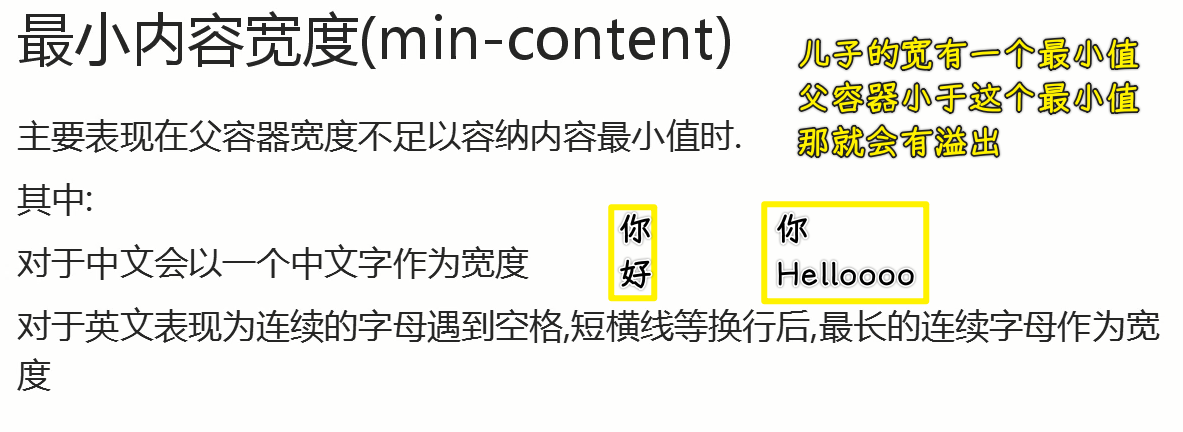 最小内容宽度(min-content)
儿子的宽有一个最小值
父容器小于这个最小值
那就会有溢出
主要表现在父容器宽度不足以容纳内容最小值时.
其中:
你
好
你
Helloooo
对于中文会以一个中文字作为宽度
对于英文表现为连续的字母遇到空格,短横线等换行后,最长的连续字母作为宽
度